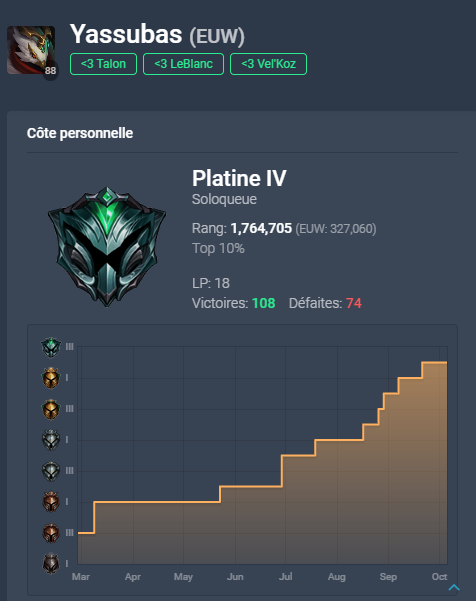 Yassubas (EUW)
88
<3 Talon <3 LeBlanc <3 Vel'Koz
Côte personnelle
Platine IV
Soloqueue
Rang: 1,764,705 (EUW: 327,060)
Top 10%
LP: 18
Victoires: 108 Défaites: 74
III
I
III
I
III
I
III
I
Mar Apr May Jun Jul Aug Sep Oct